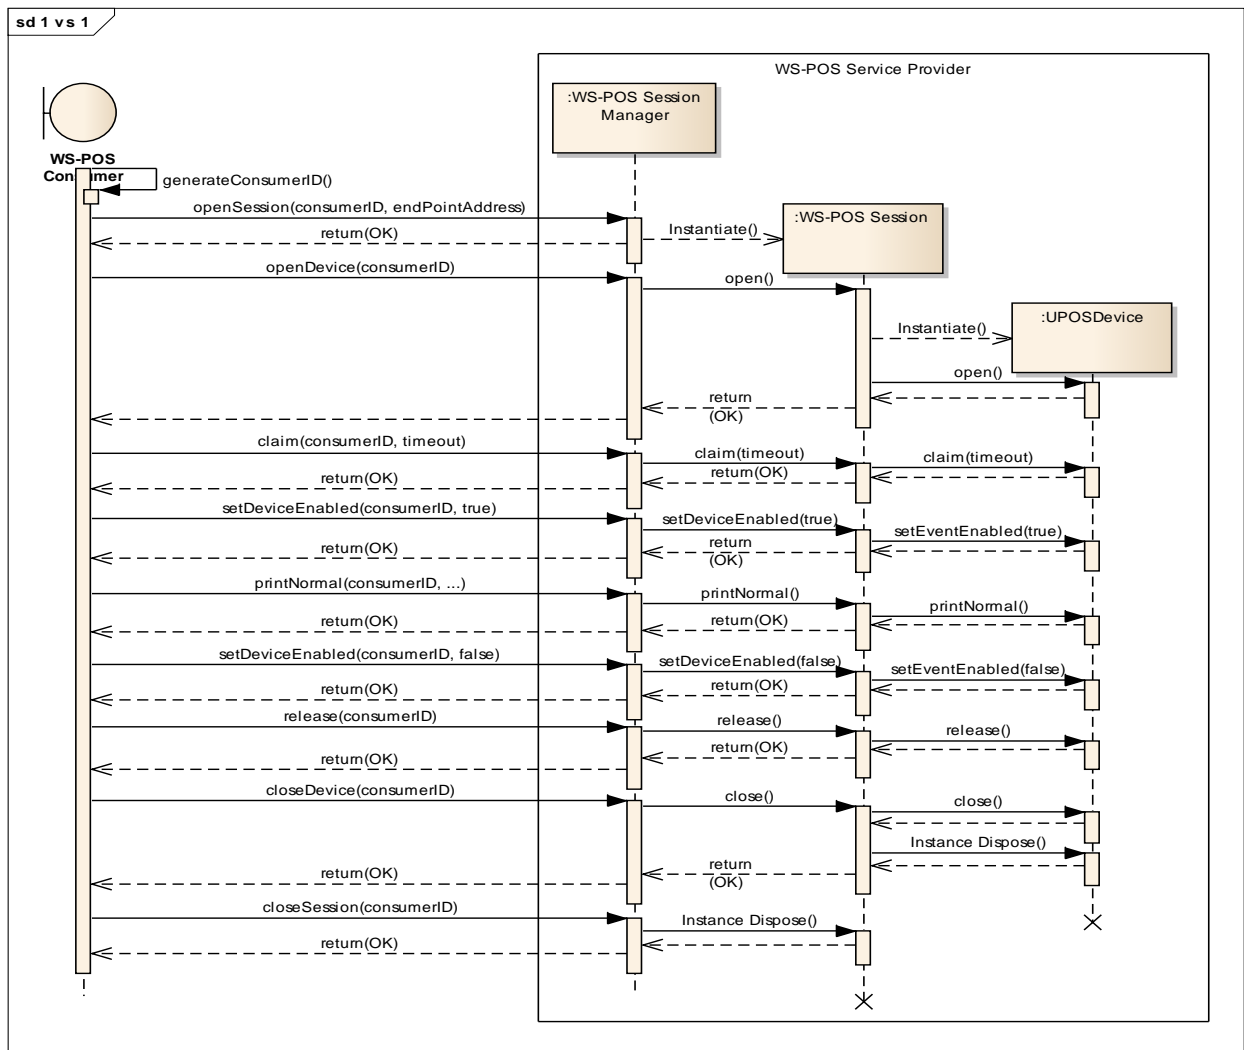 sd 1 vs 1
WS-POS Service Provider
:WS-POS Session
Manager
WS-POS
Consumer
generateConsumerID()
openSession(consumerID, endPointAddress)
:WS-POS Session
return(OK)
Instantiate()
openDevice(consumerID)
open()
:UPOSDevice
Instantiate()
open()
return
(OK)
claim(consumerID, timeout)
claim(timeout)
claim(timeout)
return(OK)
return(OK)
setDeviceEnabled(consumerID, true)
setDeviceEnabled(true)
setEventEnabled(true)
return(OK)
return
(OK)
printNormal(consumerID, ...)
printNormal()
printNormal()
return(OK)
return(OK)
setDeviceEnabled(consumerID, false)
setDeviceEnabled(false)
setEventEnabled(false)
return(OK)
return(OK)
release(consumerID)
release()
release()
return(OK)
return(OK)
closeDevice(consumerID)
close()
close()
Instance Dispose()
return(OK)
return
(OK)
closeSession(consumerID)
Instance Dispose()
return(OK)